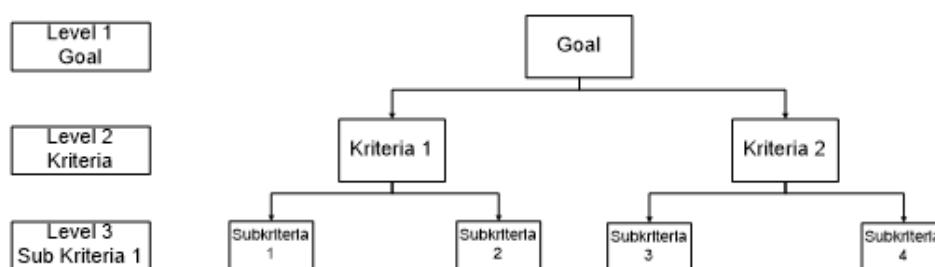 Level 1
Goal
Goal
Level 2
Kriteria
Kriteria 1
Kriteria 2
Level 3
Sub Kriteria 1
Subkriteria
1
Subkriteria
2
Subkriteria
3
Subkriteria
4